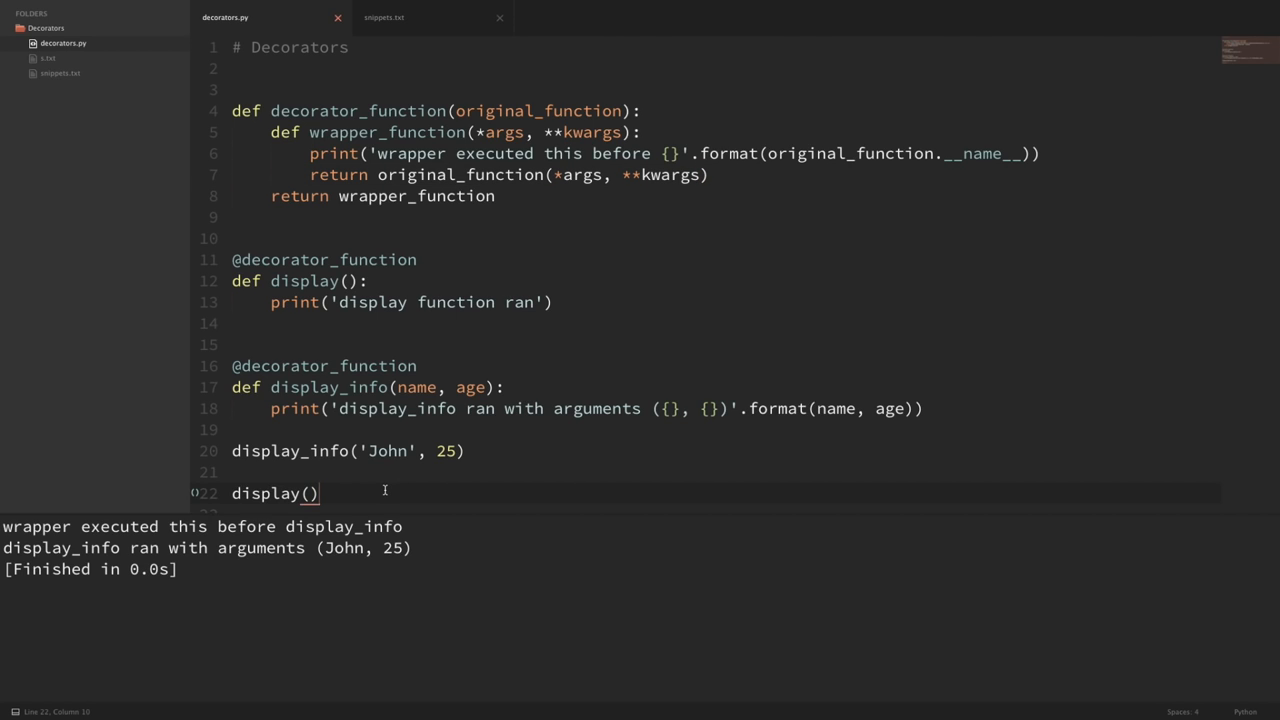 FOLDERS
Decorators
decorators.py
s.txt
snippets.txt
decorators.py
snippets.txt
1 # Decorators
2
3
4 def decorator_function(original_function):
5     def wrapper_function(*args, **kwargs):
6         print('wrapper executed this before {}'.format(original_function.__name__))
7         return original_function(*args, **kwargs)
8     return wrapper_function
9
10
11 @decorator_function
12 def display():
13     print('display function ran')
14
15
16 @decorator_function
17 def display_info(name, age):
18     print('display_info ran with arguments ({}, {})'.format(name, age))
19
20 display_info('John', 25)
21
22 display()
wrapper executed this before display_info
display_info ran with arguments (John, 25)
[Finished in 0.0s]
Line 22, Column 10
Spaces: 4
Python